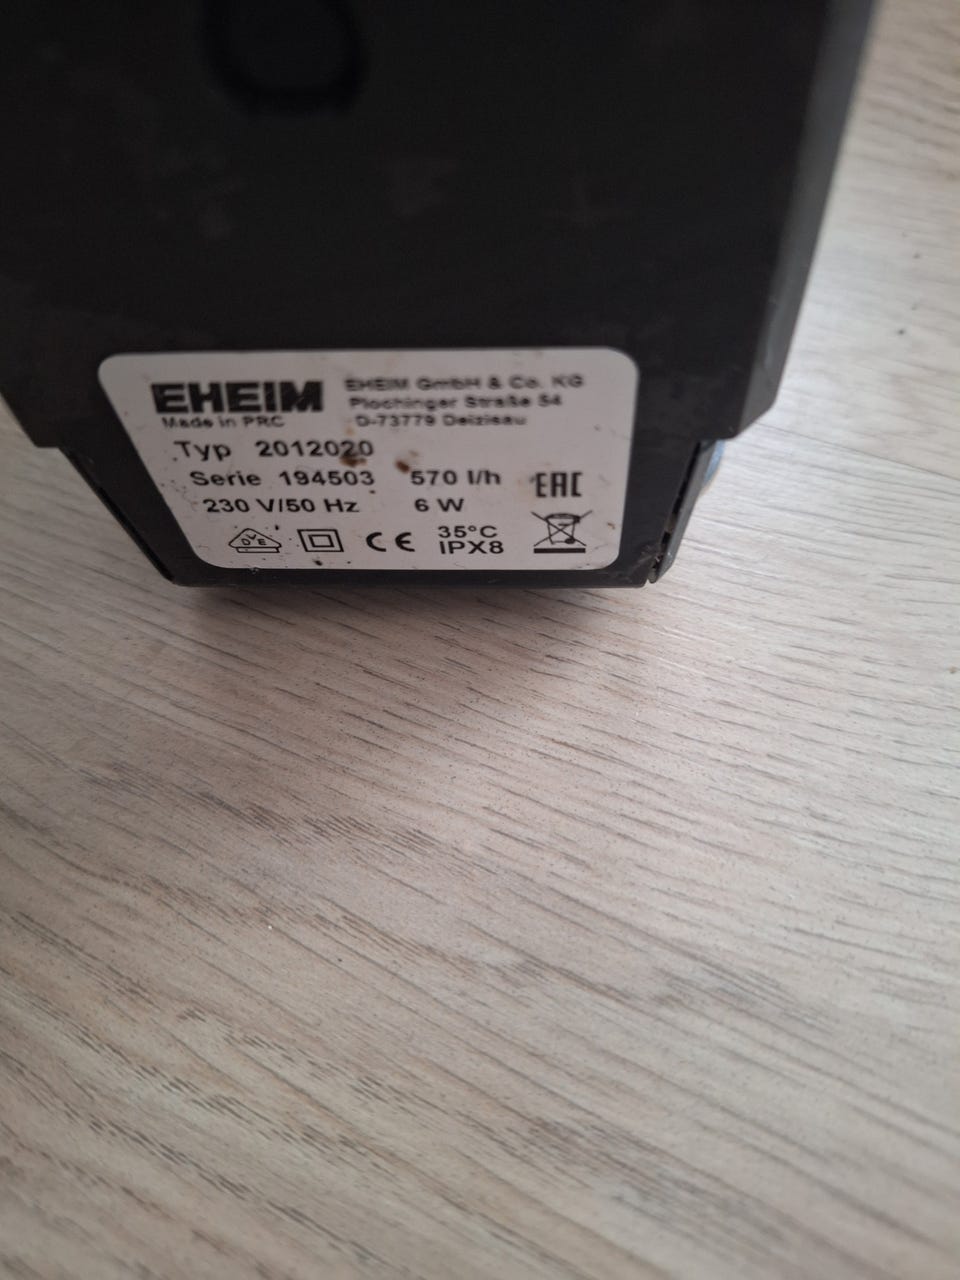 EHEIM
Made in PRC
EHEIM GmbH & Co. KG
Plochinger Straße 54
D-73779 Deizisau
Typ 2012020
Serie 194503 570 l/h
230 V/50 Hz 6 W
EAC
DVE
CE
35°C
IPX8